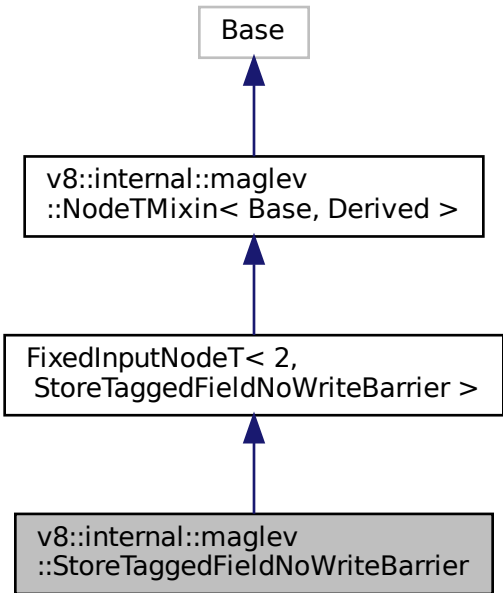 Base
v8::internal::maglev
::NodeTMixin< Base, Derived >
FixedInputNodeT< 2,
StoreTaggedFieldNoWriteBarrier >
v8::internal::maglev
::StoreTaggedFieldNoWriteBarrier